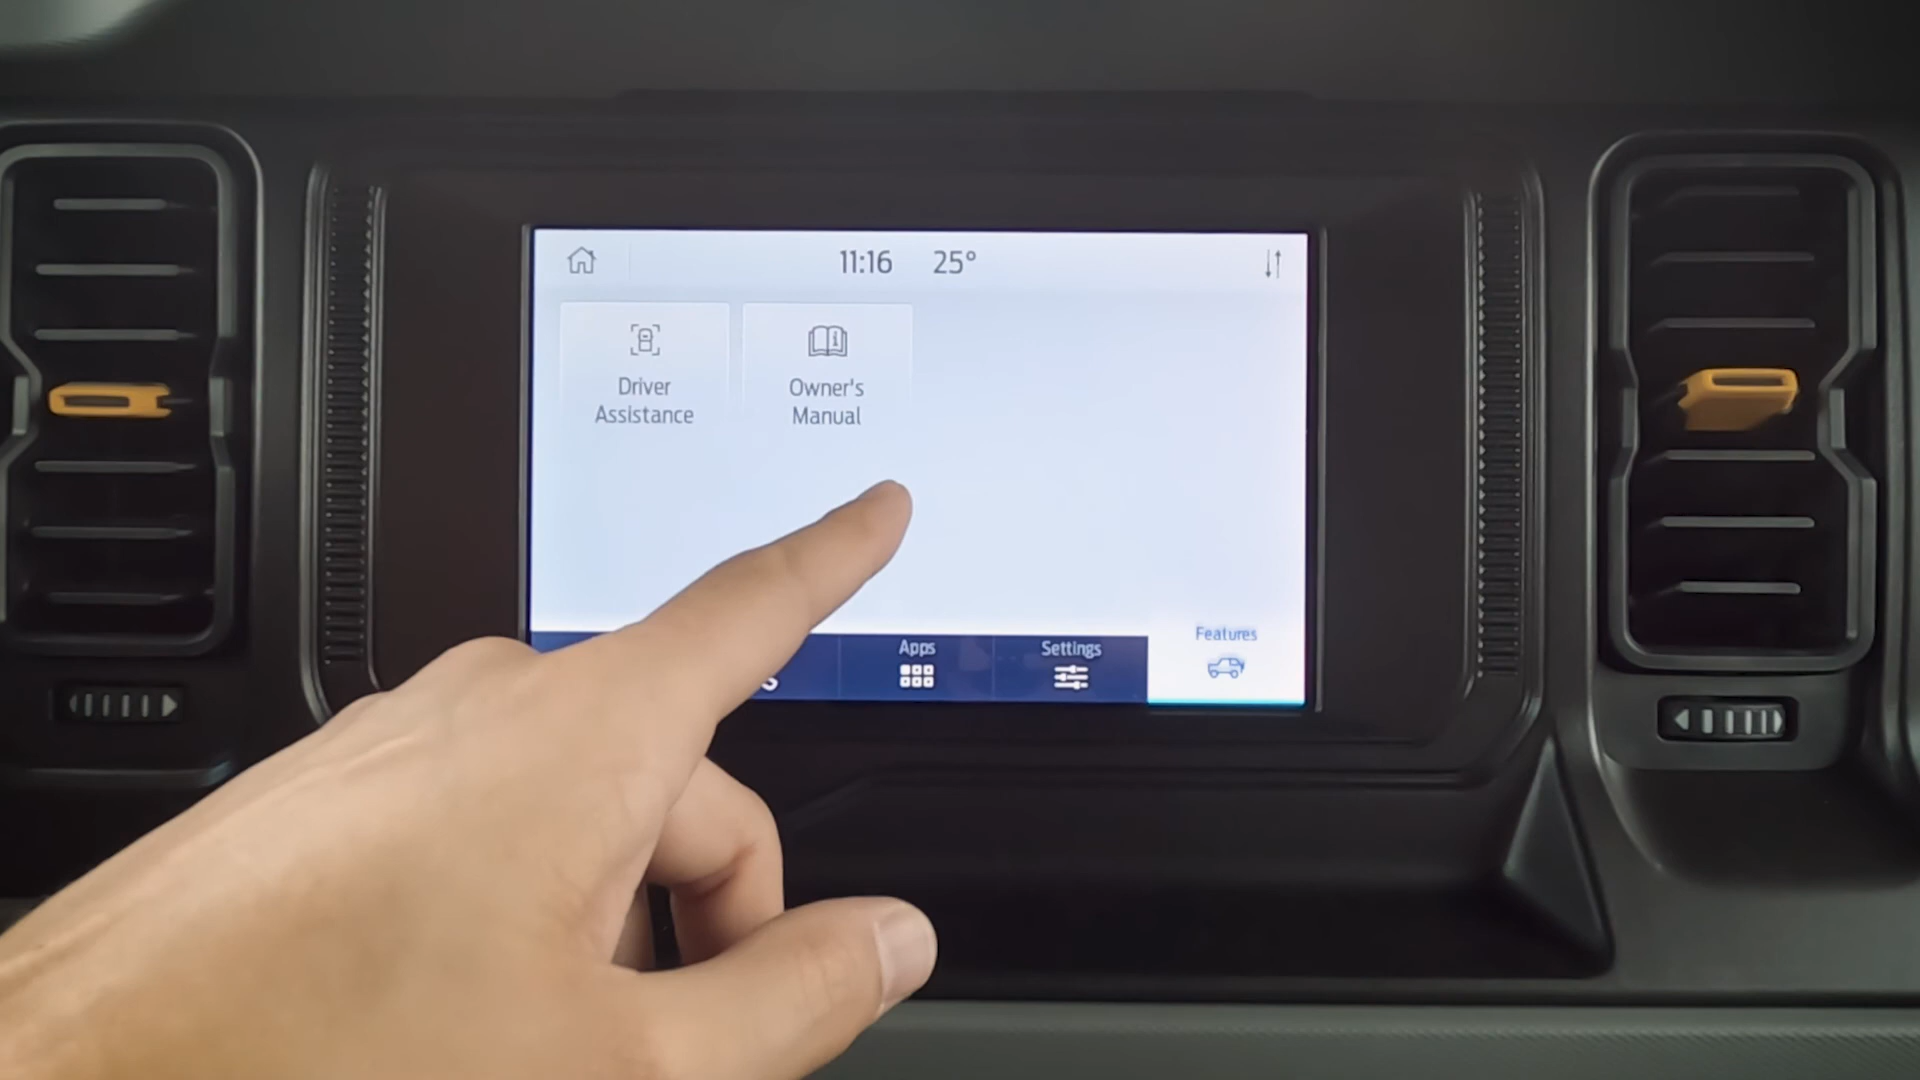 11:16 25°
Driver
Assistance
Owner's
Manual
Apps
Settings
Features